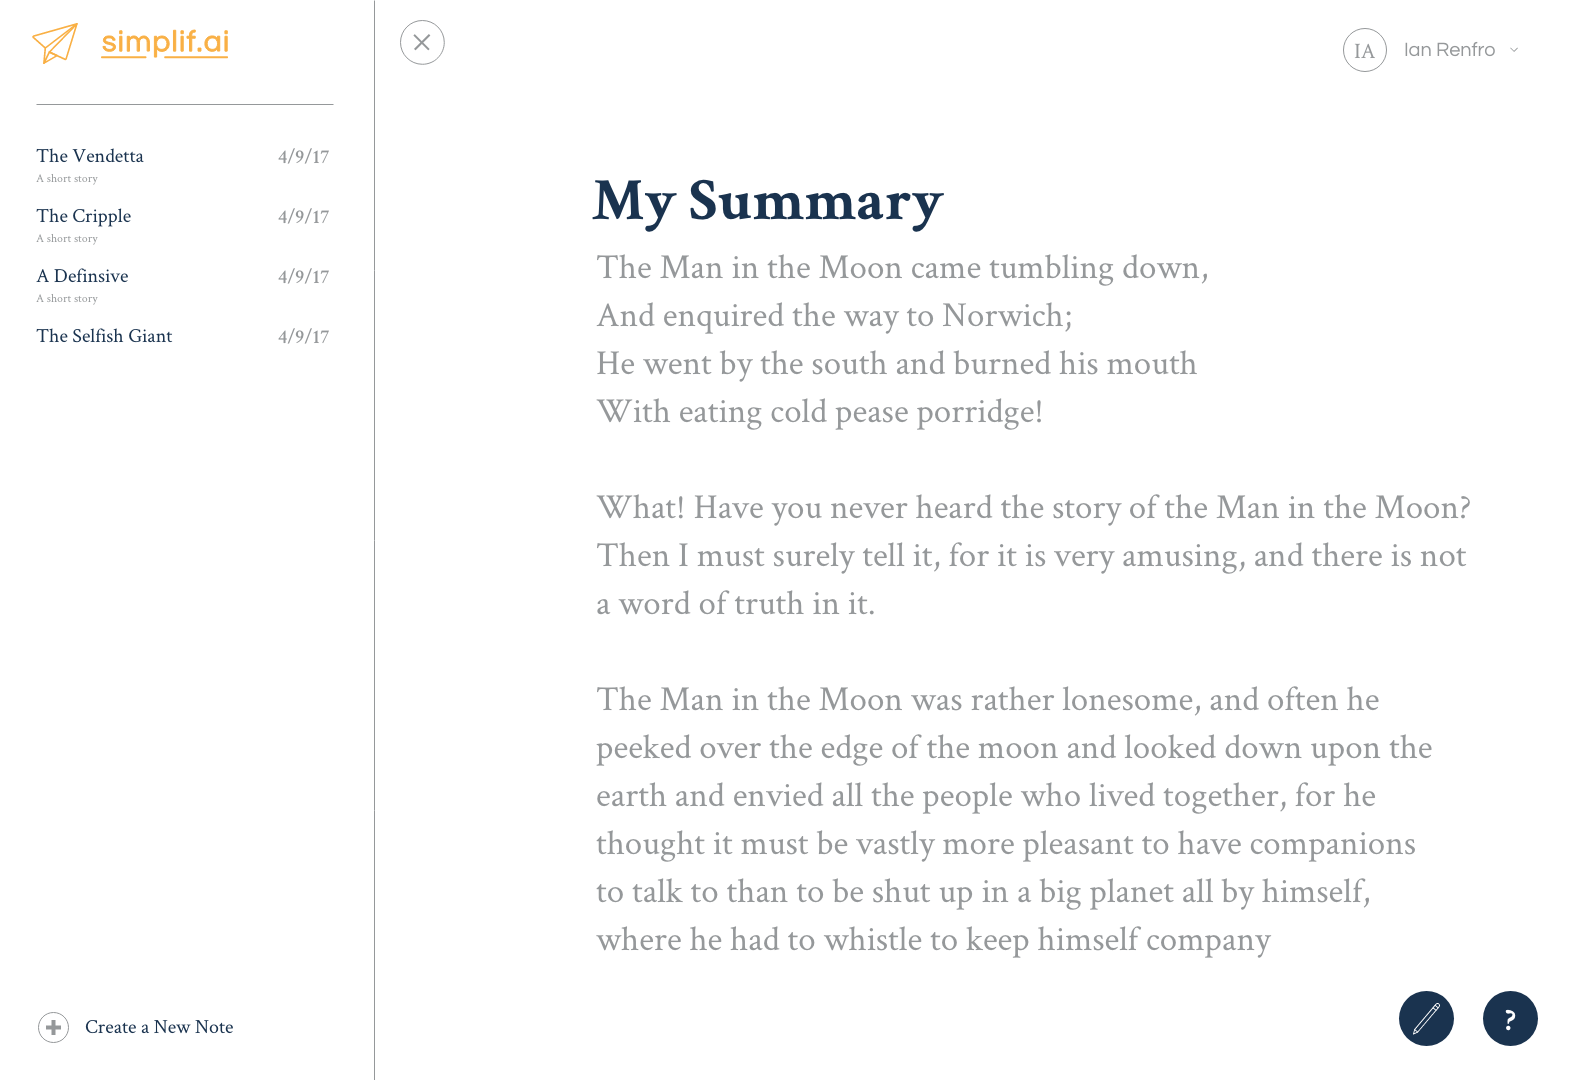 simplif.ai
The Vendetta 4/9/17
A short story
The Cripple 4/9/17
A short story
A Definsive 4/9/17
A short story
The Selfish Giant 4/9/17
Create a New Note
IA Ian Renfro
My Summary
The Man in the Moon came tumbling down,
And enquired the way to Norwich;
He went by the south and burned his mouth
With eating cold pease porridge!
What! Have you never heard the story of the Man in the Moon?
Then I must surely tell it, for it is very amusing, and there is not
a word of truth in it.
The Man in the Moon was rather lonesome, and often he
peeked over the edge of the moon and looked down upon the
earth and envied all the people who lived together, for he
thought it must be vastly more pleasant to have companions
to talk to than to be shut up in a big planet all by himself,
where he had to whistle to keep himself company
?